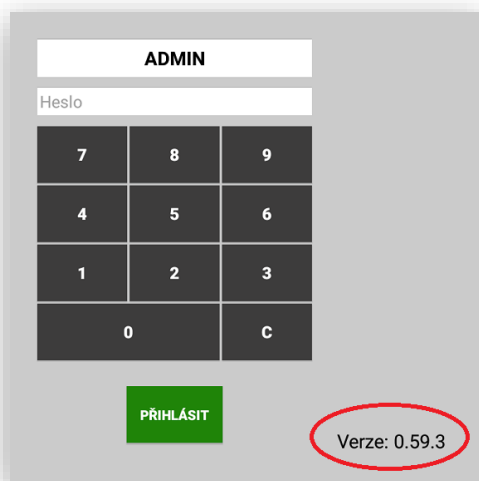 ADMIN
Heslo
7 8 9
4 5 6
1 2 3
0 C
PŘIHLÁSIT
Verze: 0.59.3